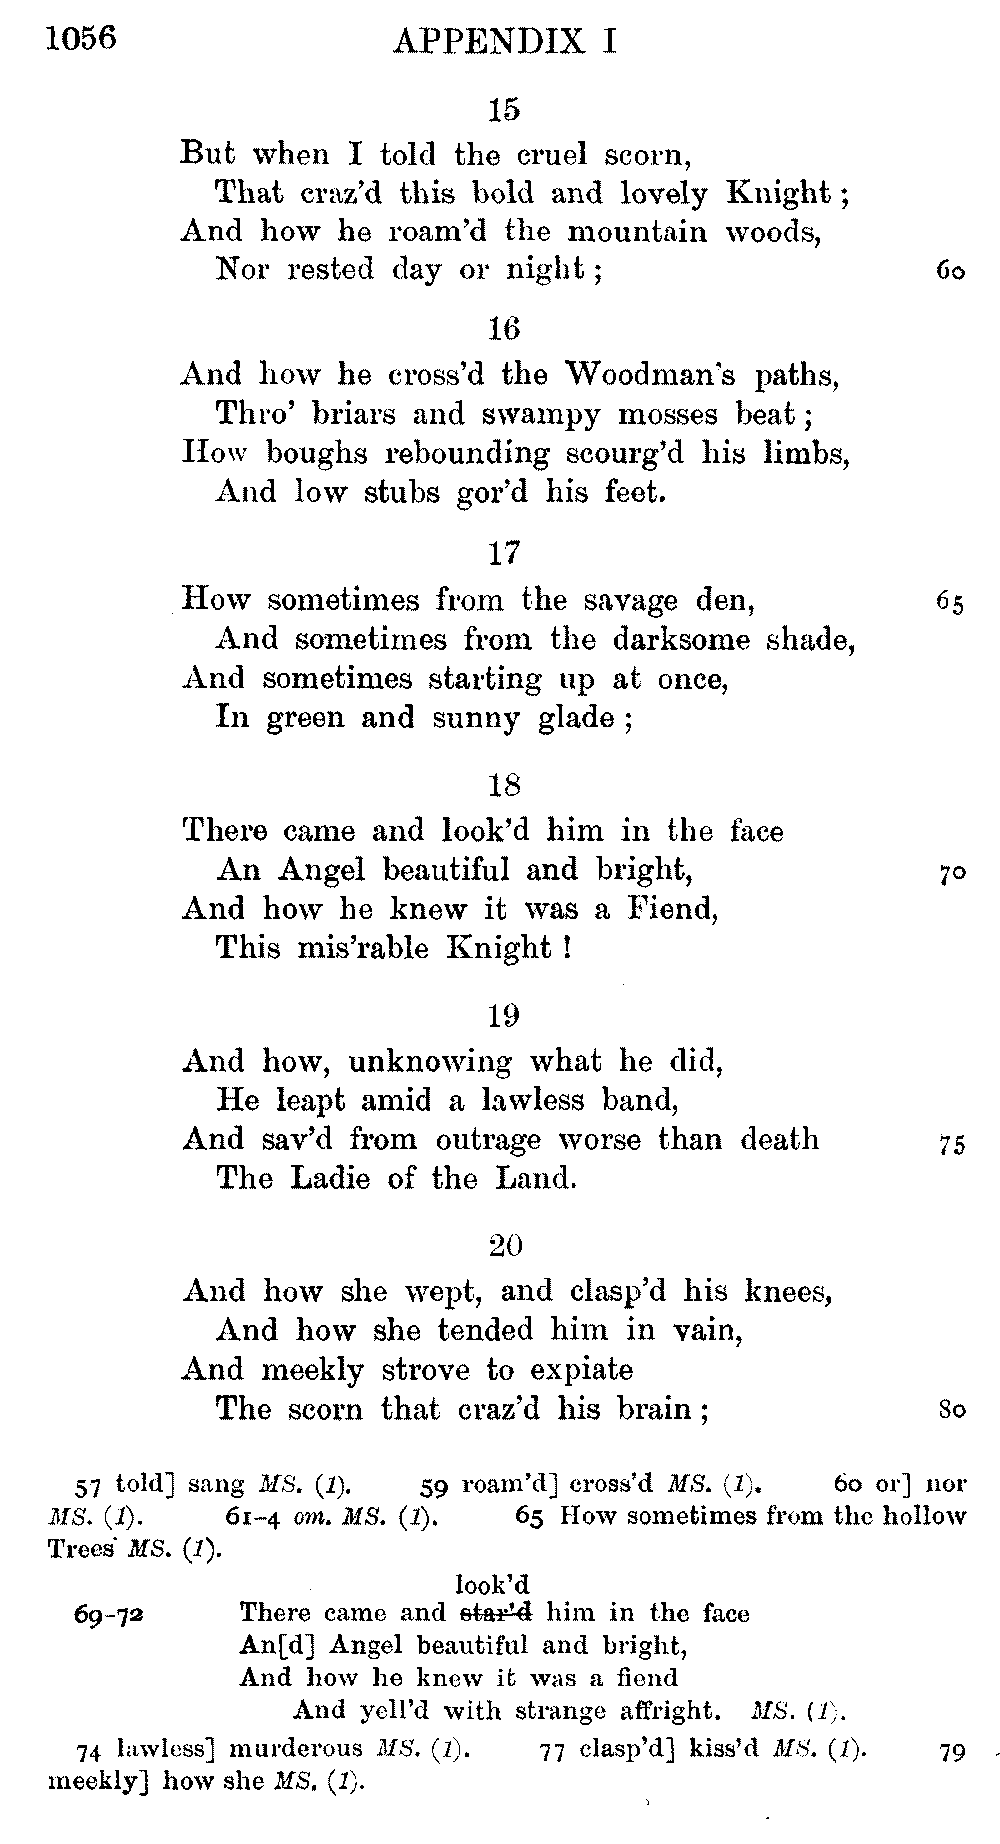 1056 APPENDIX I
15
But when I told the cruel scorn,
That craz'd this bold and lovely Knight ;
And how he roam'd the mountain woods,
Nor rested day or night ; 60
16
And how he cross'd the Woodman's paths,
Thro' briars and swampy mosses beat ;
How boughs rebounding scourg'd his limbs,
And low stubs gor'd his feet.
17
How sometimes from the savage den, 65
And sometimes from the darksome shade,
And sometimes starting up at once,
In green and sunny glade ;
18
There came and look'd him in the face
An Angel beautiful and bright, 70
And how he knew it was a Fiend,
This mis'rable Knight !
19
And how, unknowing what he did,
He leapt amid a lawless band,
And sav'd from outrage worse than death 75
The Ladie of the Land.
20
And how she wept, and clasp'd his knees,
And how she tended him in vain,
And meekly strove to expiate
The scorn that craz'd his brain ; 80
57 told] sang MS. (1). 59 roam'd] cross'd MS. (1). 60 or] nor
MS. (1). 61-4 om. MS. (1). 65 How sometimes from the hollow
Trees MS. (1).
look'd
69-72 There came and star'd him in the face
An[d] Angel beautiful and bright,
And how he knew it was a fiend
And yell'd with strange affright. MS. (1).
74 lawless] murderous MS. (1). 77 clasp'd] kiss'd MS. (1). 79
meekly] how she MS. (1).